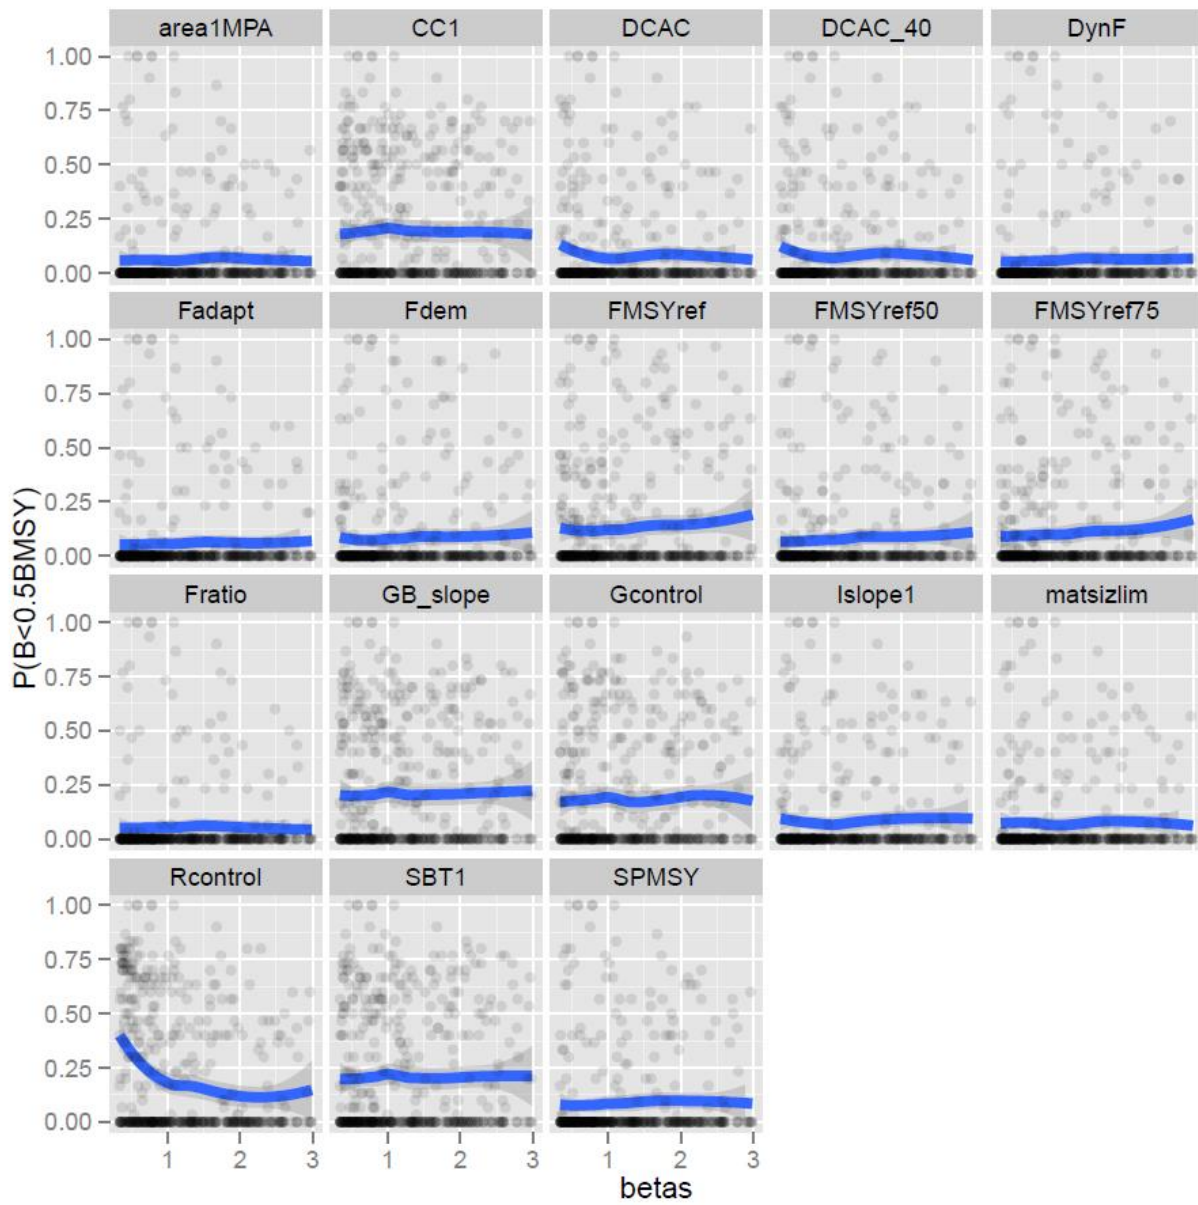 area1MPA CC1 DCAC DCAC_40 DynF
1.00
0.75
0.50
0.25
0.00
Fadapt Fdem FMSYref FMSYref50 FMSYref75
1.00
0.75
0.50
0.25
0.00
P(B<0.5BMSY)
Fratio GB_slope Gcontrol Islope1 matsizlim
1.00
0.75
0.50
0.25
0.00
Rcontrol SBT1 SPMSY
1.00
0.75
0.50
0.25
0.00
1 2 3 1 2 3 1 2 3
betas